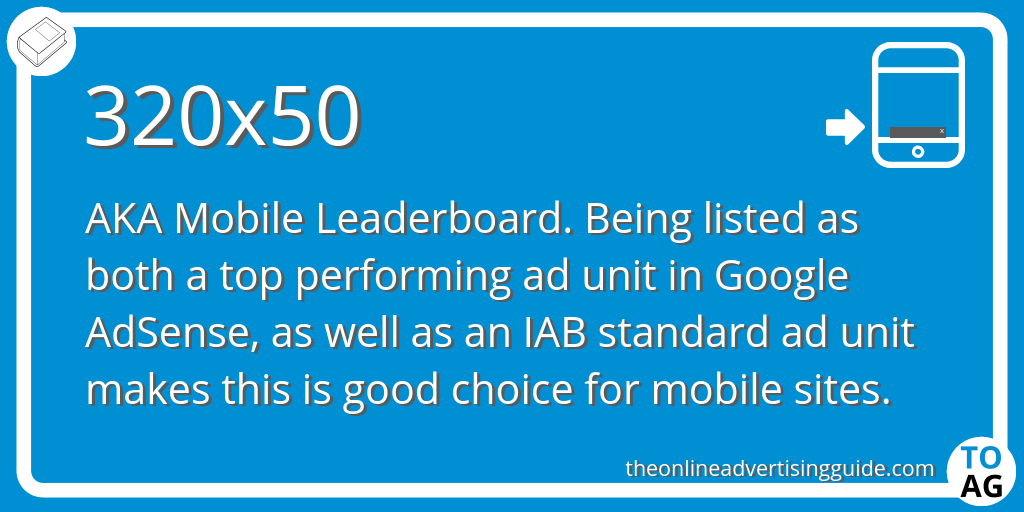 320x50
x
AKA Mobile Leaderboard. Being listed as
both a top performing ad unit in Google
AdSense, as well as an IAB standard ad unit
makes this is good choice for mobile sites.
theonlineadvertisingguide.com
TO
AG